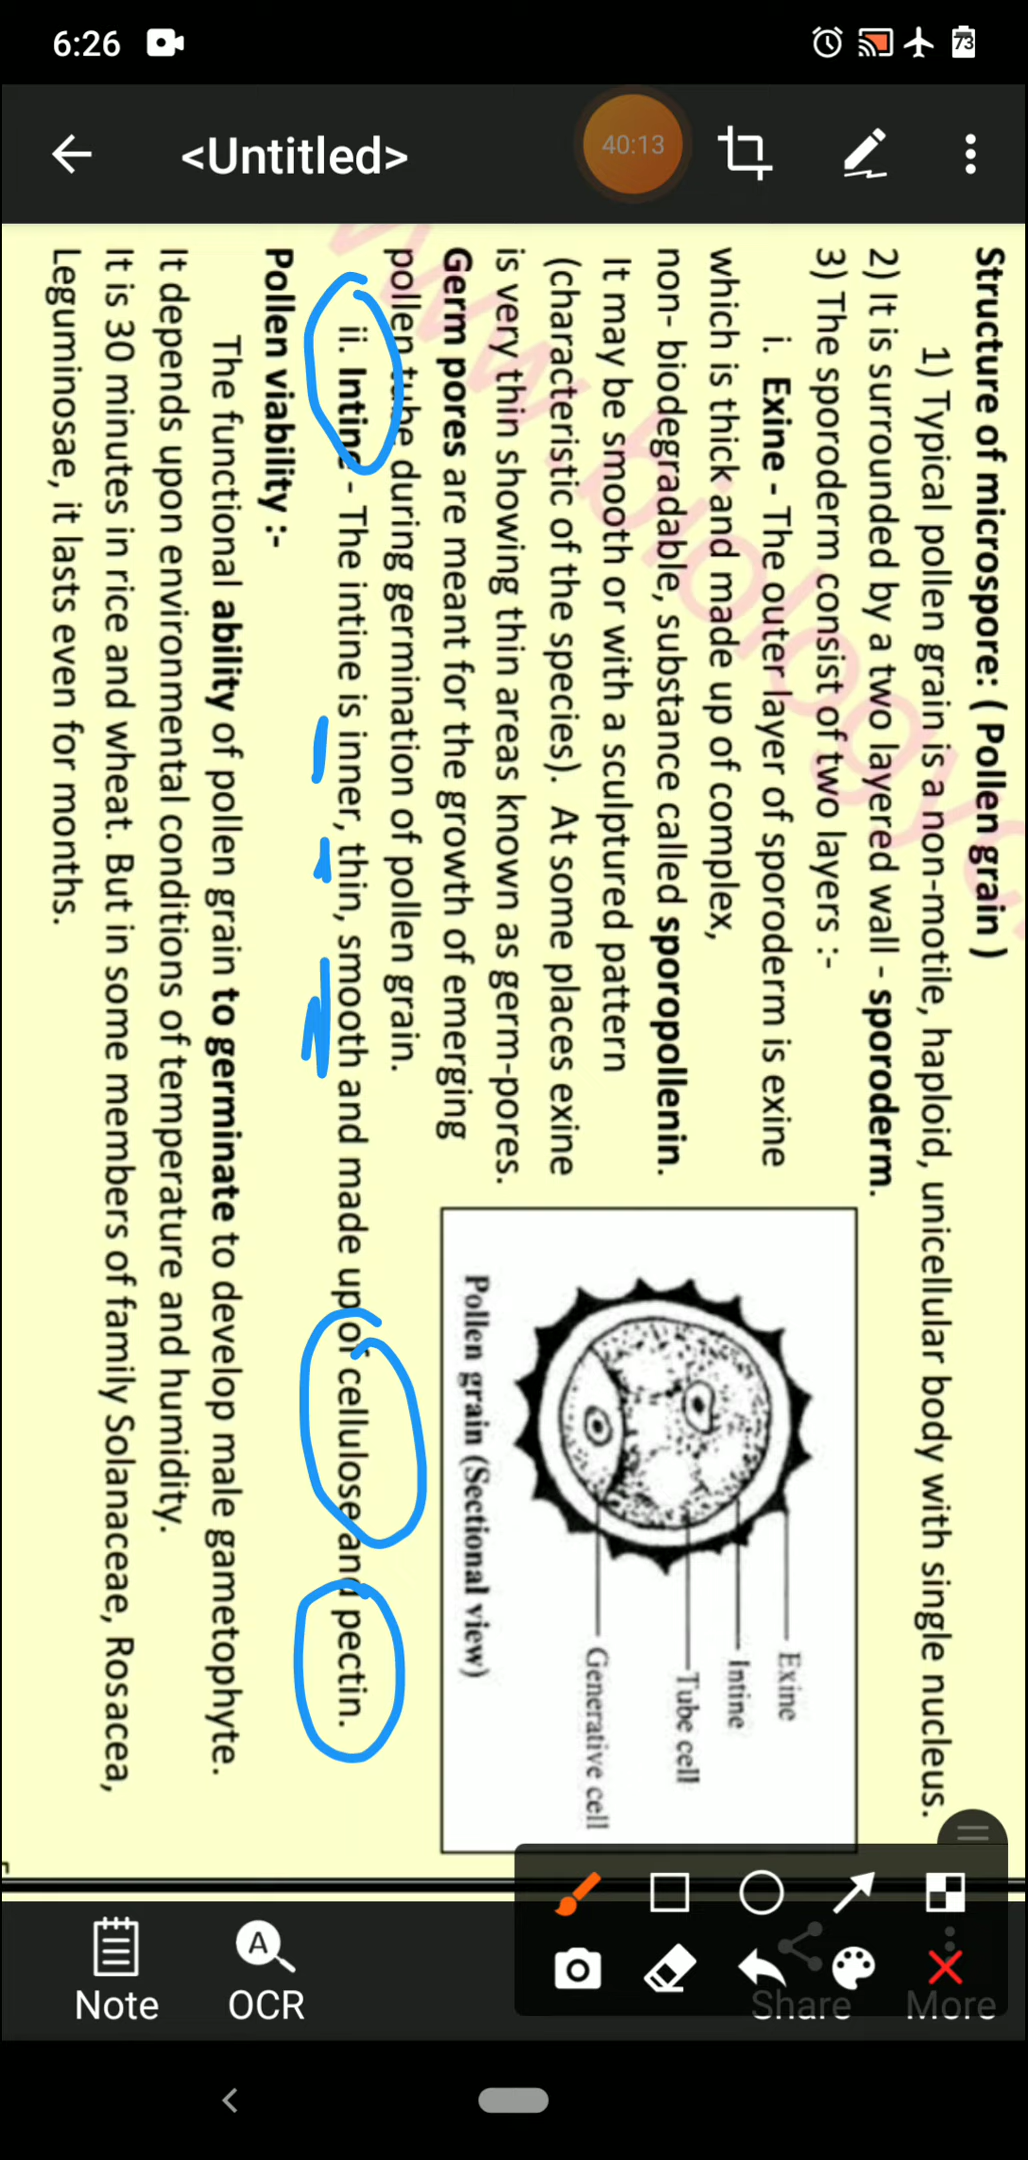 6:26
73
<Untitled>
40:13
Structure of microspore: ( Pollen grain )
1) Typical pollen grain is a non-motile, haploid, unicellular body with single nucleus.
2) It is surrounded by a two layered wall - sporoderm.
3) The sporoderm consist of two layers :-
i. Exine - The outer layer of sporoderm is exine
which is thick and made up of complex,
non- biodegradable, substance called sporopollenin.
It may be smooth or with a sculptured pattern
(characteristic of the species). At some places exine
is very thin showing thin areas known as germ-pores.
Germ pores are meant for the growth of emerging
pollen tube during germination of pollen grain.
ii. Intine - The intine is inner, thin, smooth and made up of cellulose and pectin.
Pollen viability :-
The functional ability of pollen grain to germinate to develop male gametophyte.
It depends upon environmental conditions of temperature and humidity.
It is 30 minutes in rice and wheat. But in some members of family Solanaceae, Rosacea,
Leguminosae, it lasts even for months.
Exine
Intine
Tube cell
Generative cell
Pollen grain (Sectional view)
www.biology
Note
A
OCR
Share
More